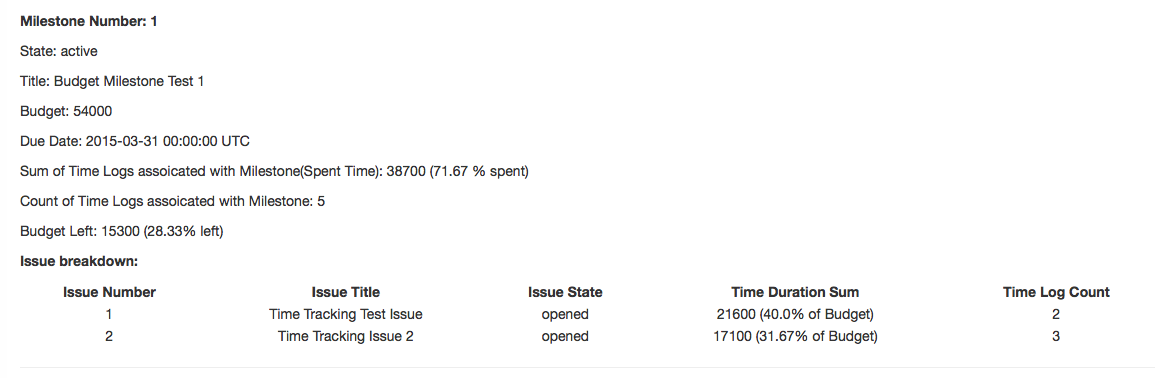 Milestone Number: 1
State: active
Title: Budget Milestone Test 1
Budget: 54000
Due Date: 2015-03-31 00:00:00 UTC
Sum of Time Logs assoicated with Milestone(Spent Time): 38700 (71.67 % spent)
Count of Time Logs assoicated with Milestone: 5
Budget Left: 15300 (28.33% left)
Issue breakdown:
Issue Number Issue Title Issue State Time Duration Sum Time Log Count
1 Time Tracking Test Issue opened 21600 (40.0% of Budget) 2
2 Time Tracking Issue 2 opened 17100 (31.67% of Budget) 3